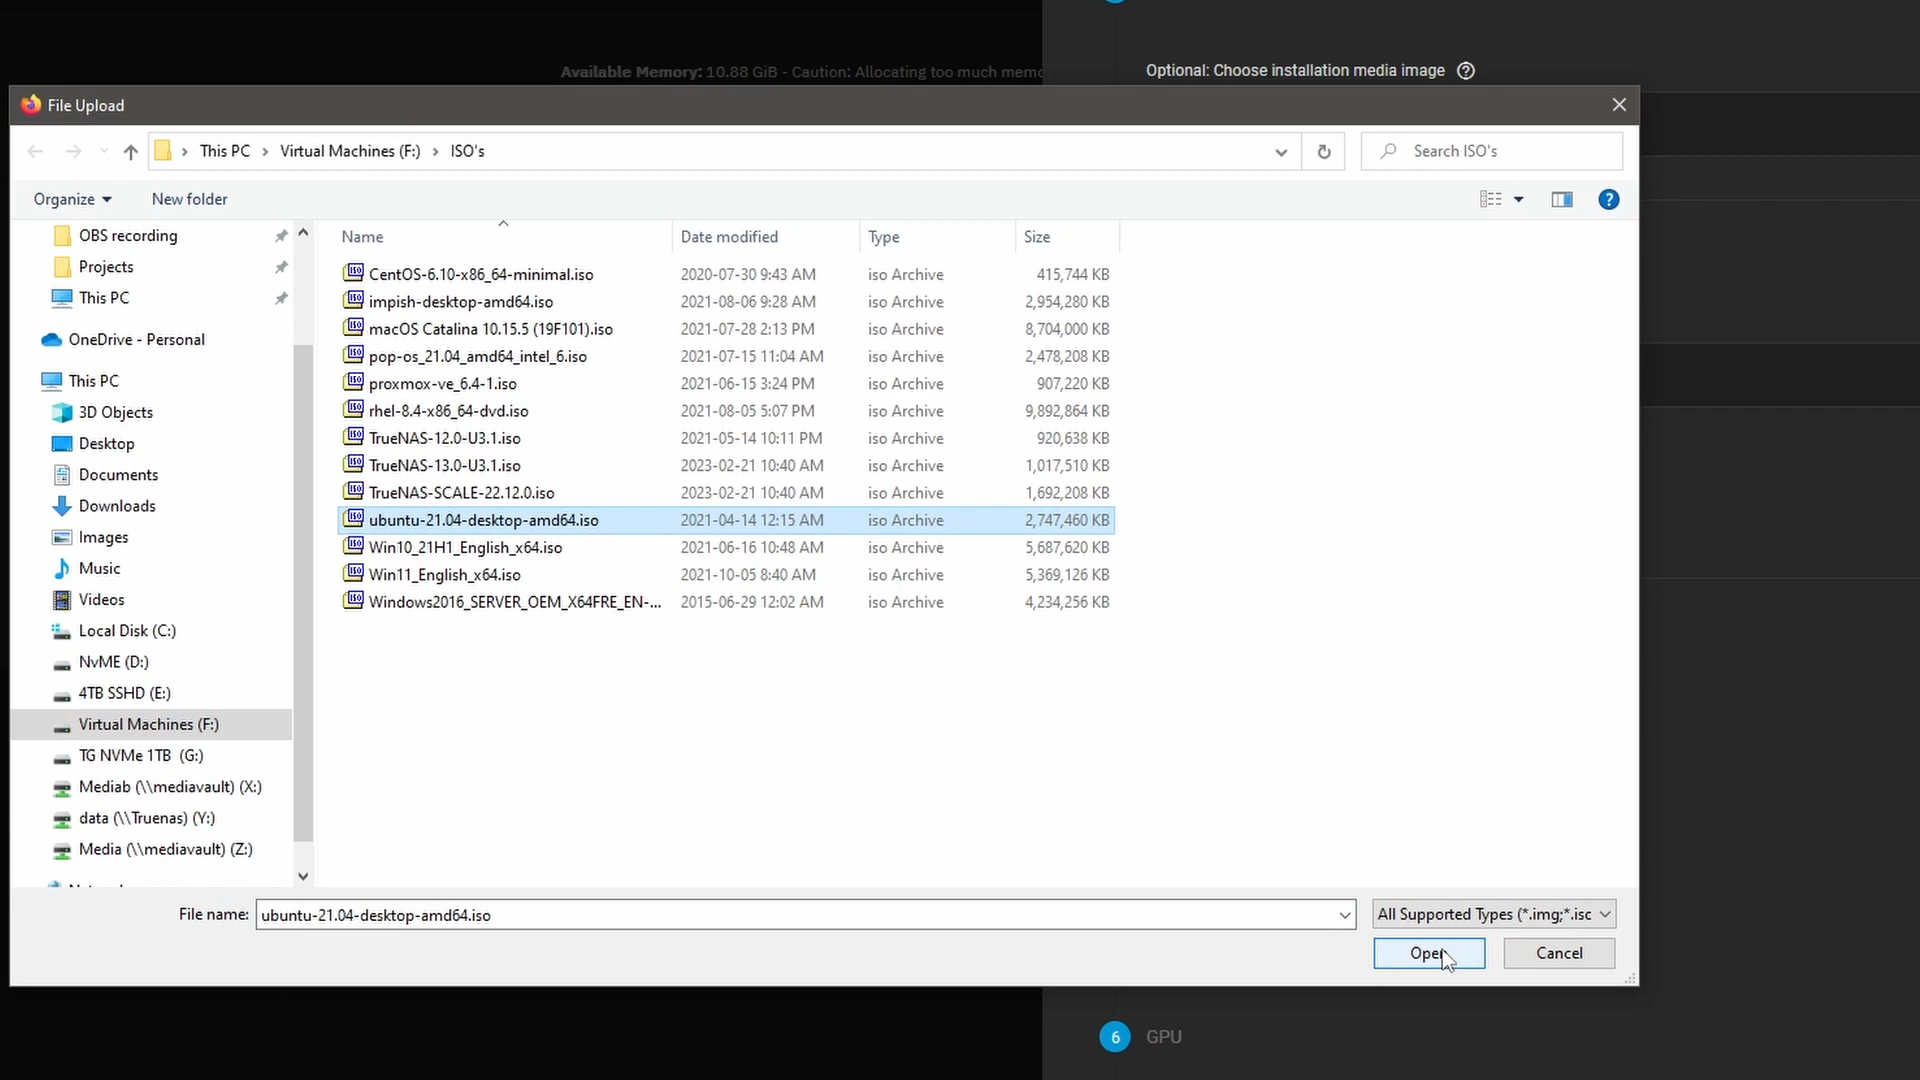 Available Memory: 10.88 GiB - Caution: Allocating too much memo
Optional: Choose installation media image
File Upload
This PC > Virtual Machines (F:) > ISO's
Search ISO's
Organize
New folder
OBS recording
Projects
This PC
OneDrive - Personal
This PC
3D Objects
Desktop
Documents
Downloads
Images
Music
Videos
Local Disk (C:)
NvME (D:)
4TB SSHD (E:)
Virtual Machines (F:)
TG NVMe 1TB (G:)
Mediab (\\mediavault) (X:)
data (\\Truenas) (Y:)
Media (\\mediavault) (Z:)
Name Date modified Type Size
CentOS-6.10-x86_64-minimal.iso 2020-07-30 9:43 AM iso Archive 415,744 KB
impish-desktop-amd64.iso 2021-08-06 9:28 AM iso Archive 2,954,280 KB
macOS Catalina 10.15.5 (19F101).iso 2021-07-28 2:13 PM iso Archive 8,704,000 KB
pop-os_21.04_amd64_intel_6.iso 2021-07-15 11:04 AM iso Archive 2,478,208 KB
proxmox-ve_6.4-1.iso 2021-06-15 3:24 PM iso Archive 907,220 KB
rhel-8.4-x86_64-dvd.iso 2021-08-05 5:07 PM iso Archive 9,892,864 KB
TrueNAS-12.0-U3.1.iso 2021-05-14 10:11 PM iso Archive 920,638 KB
TrueNAS-13.0-U3.1.iso 2023-02-21 10:40 AM iso Archive 1,017,510 KB
TrueNAS-SCALE-22.12.0.iso 2023-02-21 10:40 AM iso Archive 1,692,208 KB
ubuntu-21.04-desktop-amd64.iso 2021-04-14 12:15 AM iso Archive 2,747,460 KB
Win10_21H1_English_x64.iso 2021-06-16 10:48 AM iso Archive 5,687,620 KB
Win11_English_x64.iso 2021-10-05 8:40 AM iso Archive 5,369,126 KB
Windows2016_SERVER_OEM_X64FRE_EN-... 2015-06-29 12:02 AM iso Archive 4,234,256 KB
File name: ubuntu-21.04-desktop-amd64.iso
All Supported Types (*.img;*.isc
Open
Cancel
6 GPU